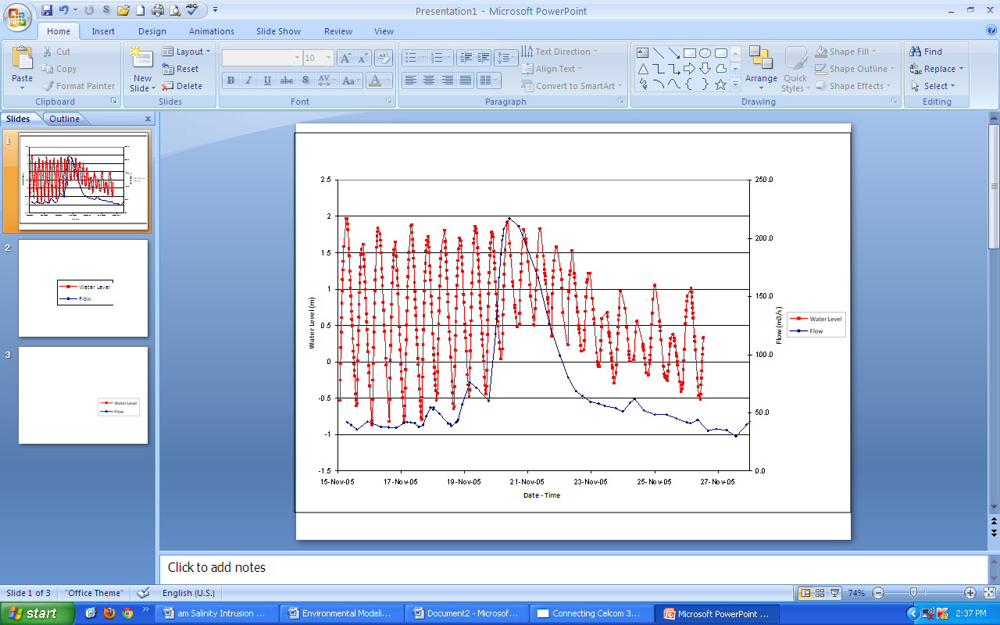 Presentation1 - Microsoft PowerPoint
Home Insert Design Animations Slide Show Review View
Paste
Cut
Copy
Format Painter
Clipboard
New Slide
Layout
Reset
Delete
Slides
10
Font
Text Direction
Align Text
Convert to SmartArt
Paragraph
Arrange
Quick Styles
Shape Fill
Shape Outline
Shape Effects
Drawing
Find
Replace
Select
Editing
Slides Outline
1
2
Water Level
Flow
3
Water Level
Flow
2.5
2
1.5
1
0.5
0
-0.5
-1
-1.5
Water Level (m)
250.0
200.0
150.0
100.0
50.0
0.0
Flow (m3/s)
15-Nov-05 17-Nov-05 19-Nov-05 21-Nov-05 23-Nov-05 25-Nov-05 27-Nov-05
Date - Time
Water Level
Flow
Click to add notes
Slide 1 of 3 "Office Theme" English (U.S.) 74%
start am Salinity Intrusion ... Environmental Modeli... Document2 - Microsof... Connecting Celcom 3... Microsoft PowerPoint ... 2:37 PM